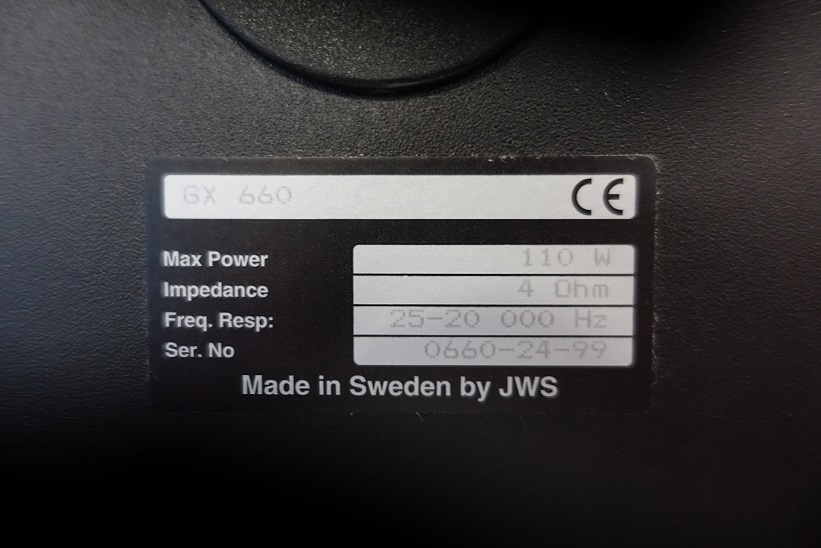 GX 660 CE
Max Power 110 W
Impedance 4 Ohm
Freq. Resp: 25-20 000 Hz
Ser. No 0660-24-99
Made in Sweden by JWS